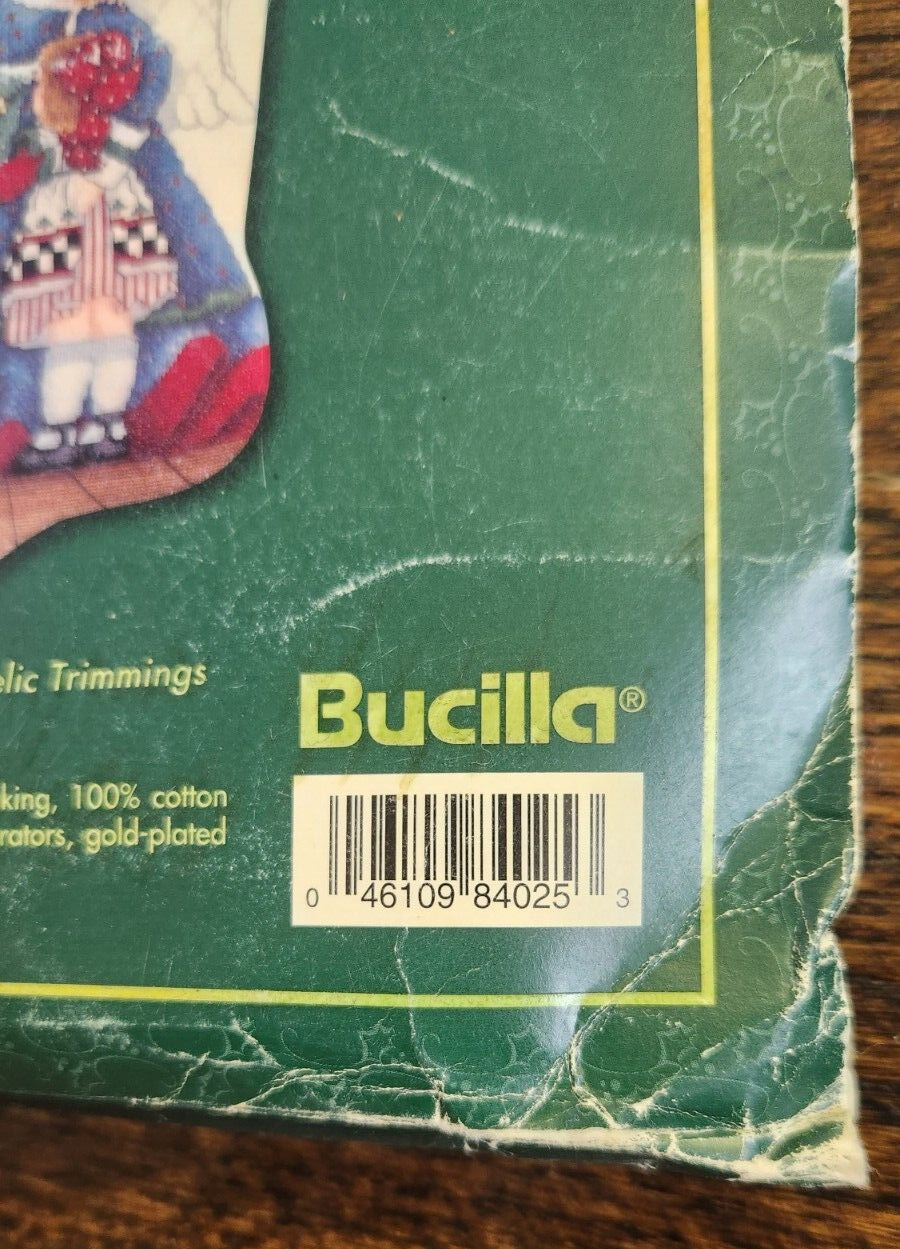 elic Trimmings
Bucilla®
king, 100% cotton
rators, gold-plated
0 46109 84025 3